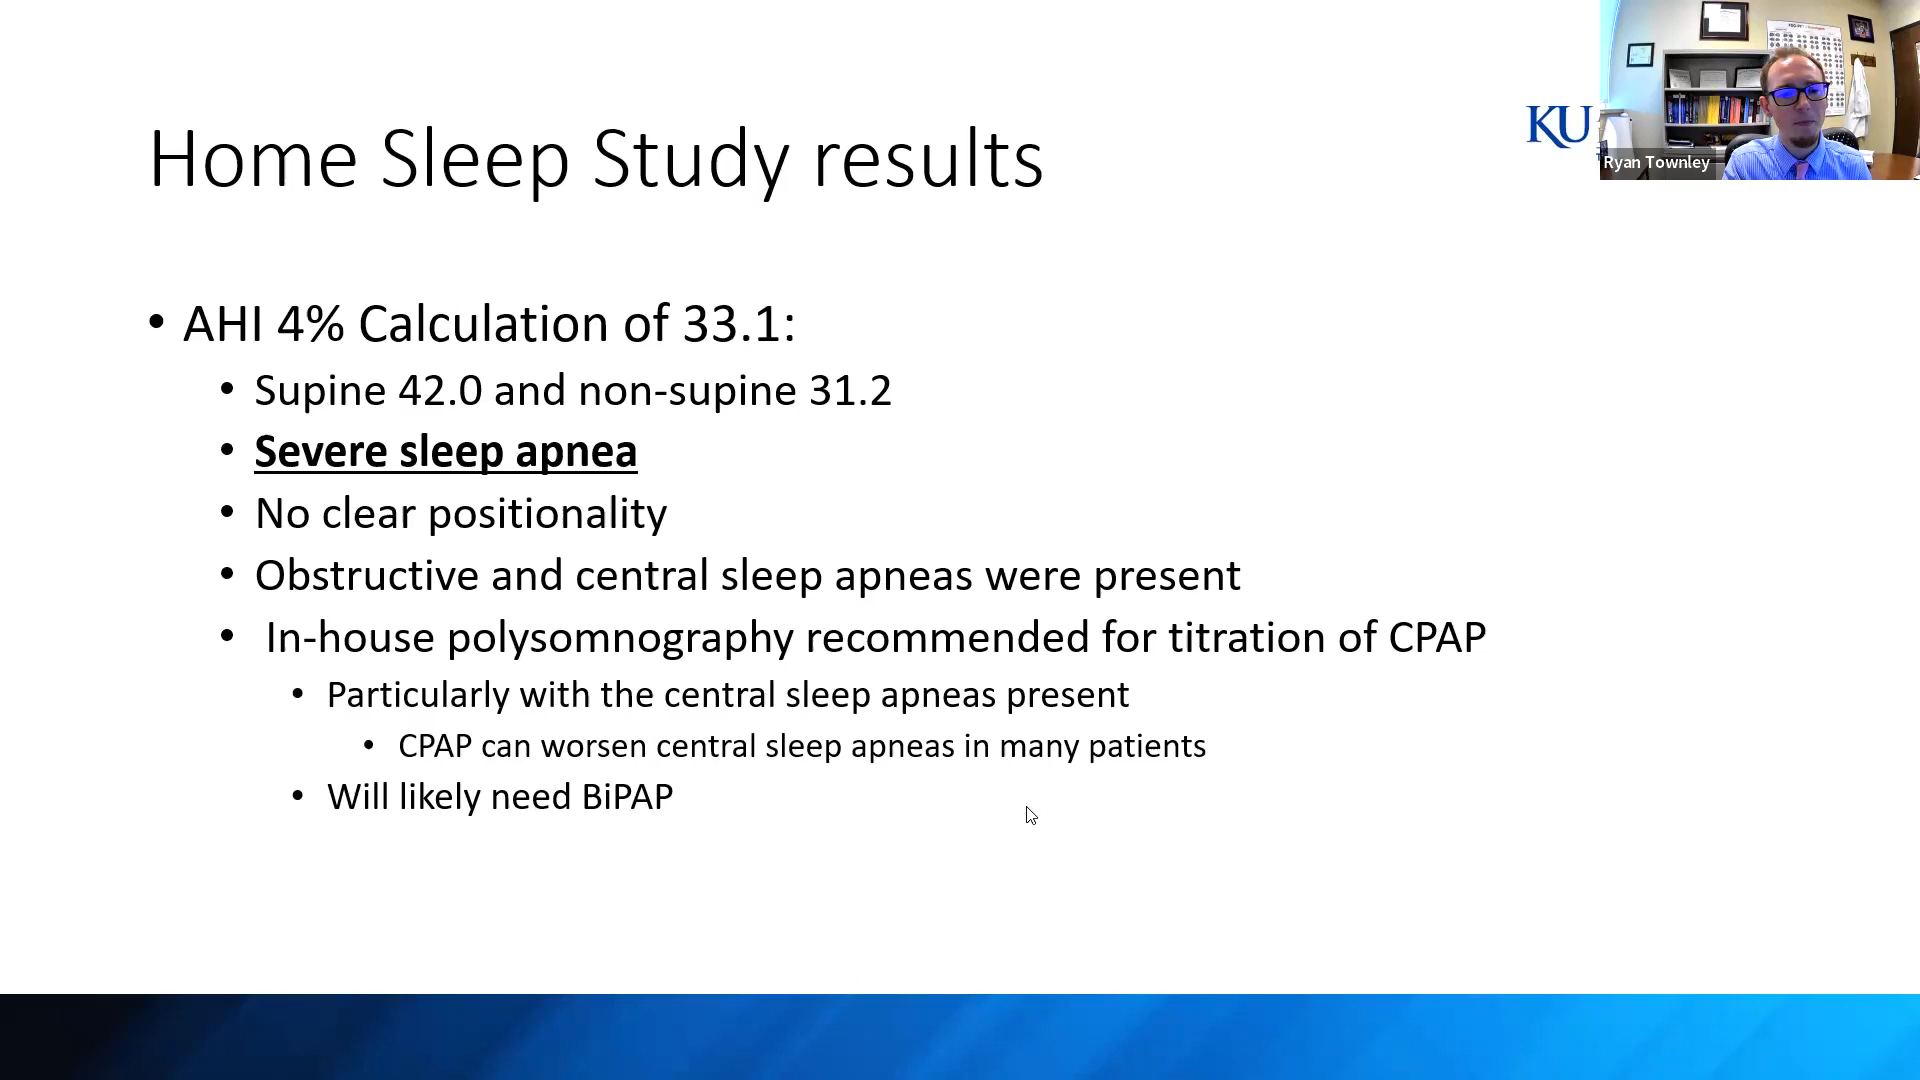 Home Sleep Study results
KU
Ryan Townley
• AHI 4% Calculation of 33.1:
• Supine 42.0 and non-supine 31.2
• Severe sleep apnea
• No clear positionality
• Obstructive and central sleep apneas were present
• In-house polysomnography recommended for titration of CPAP
• Particularly with the central sleep apneas present
• CPAP can worsen central sleep apneas in many patients
• Will likely need BiPAP